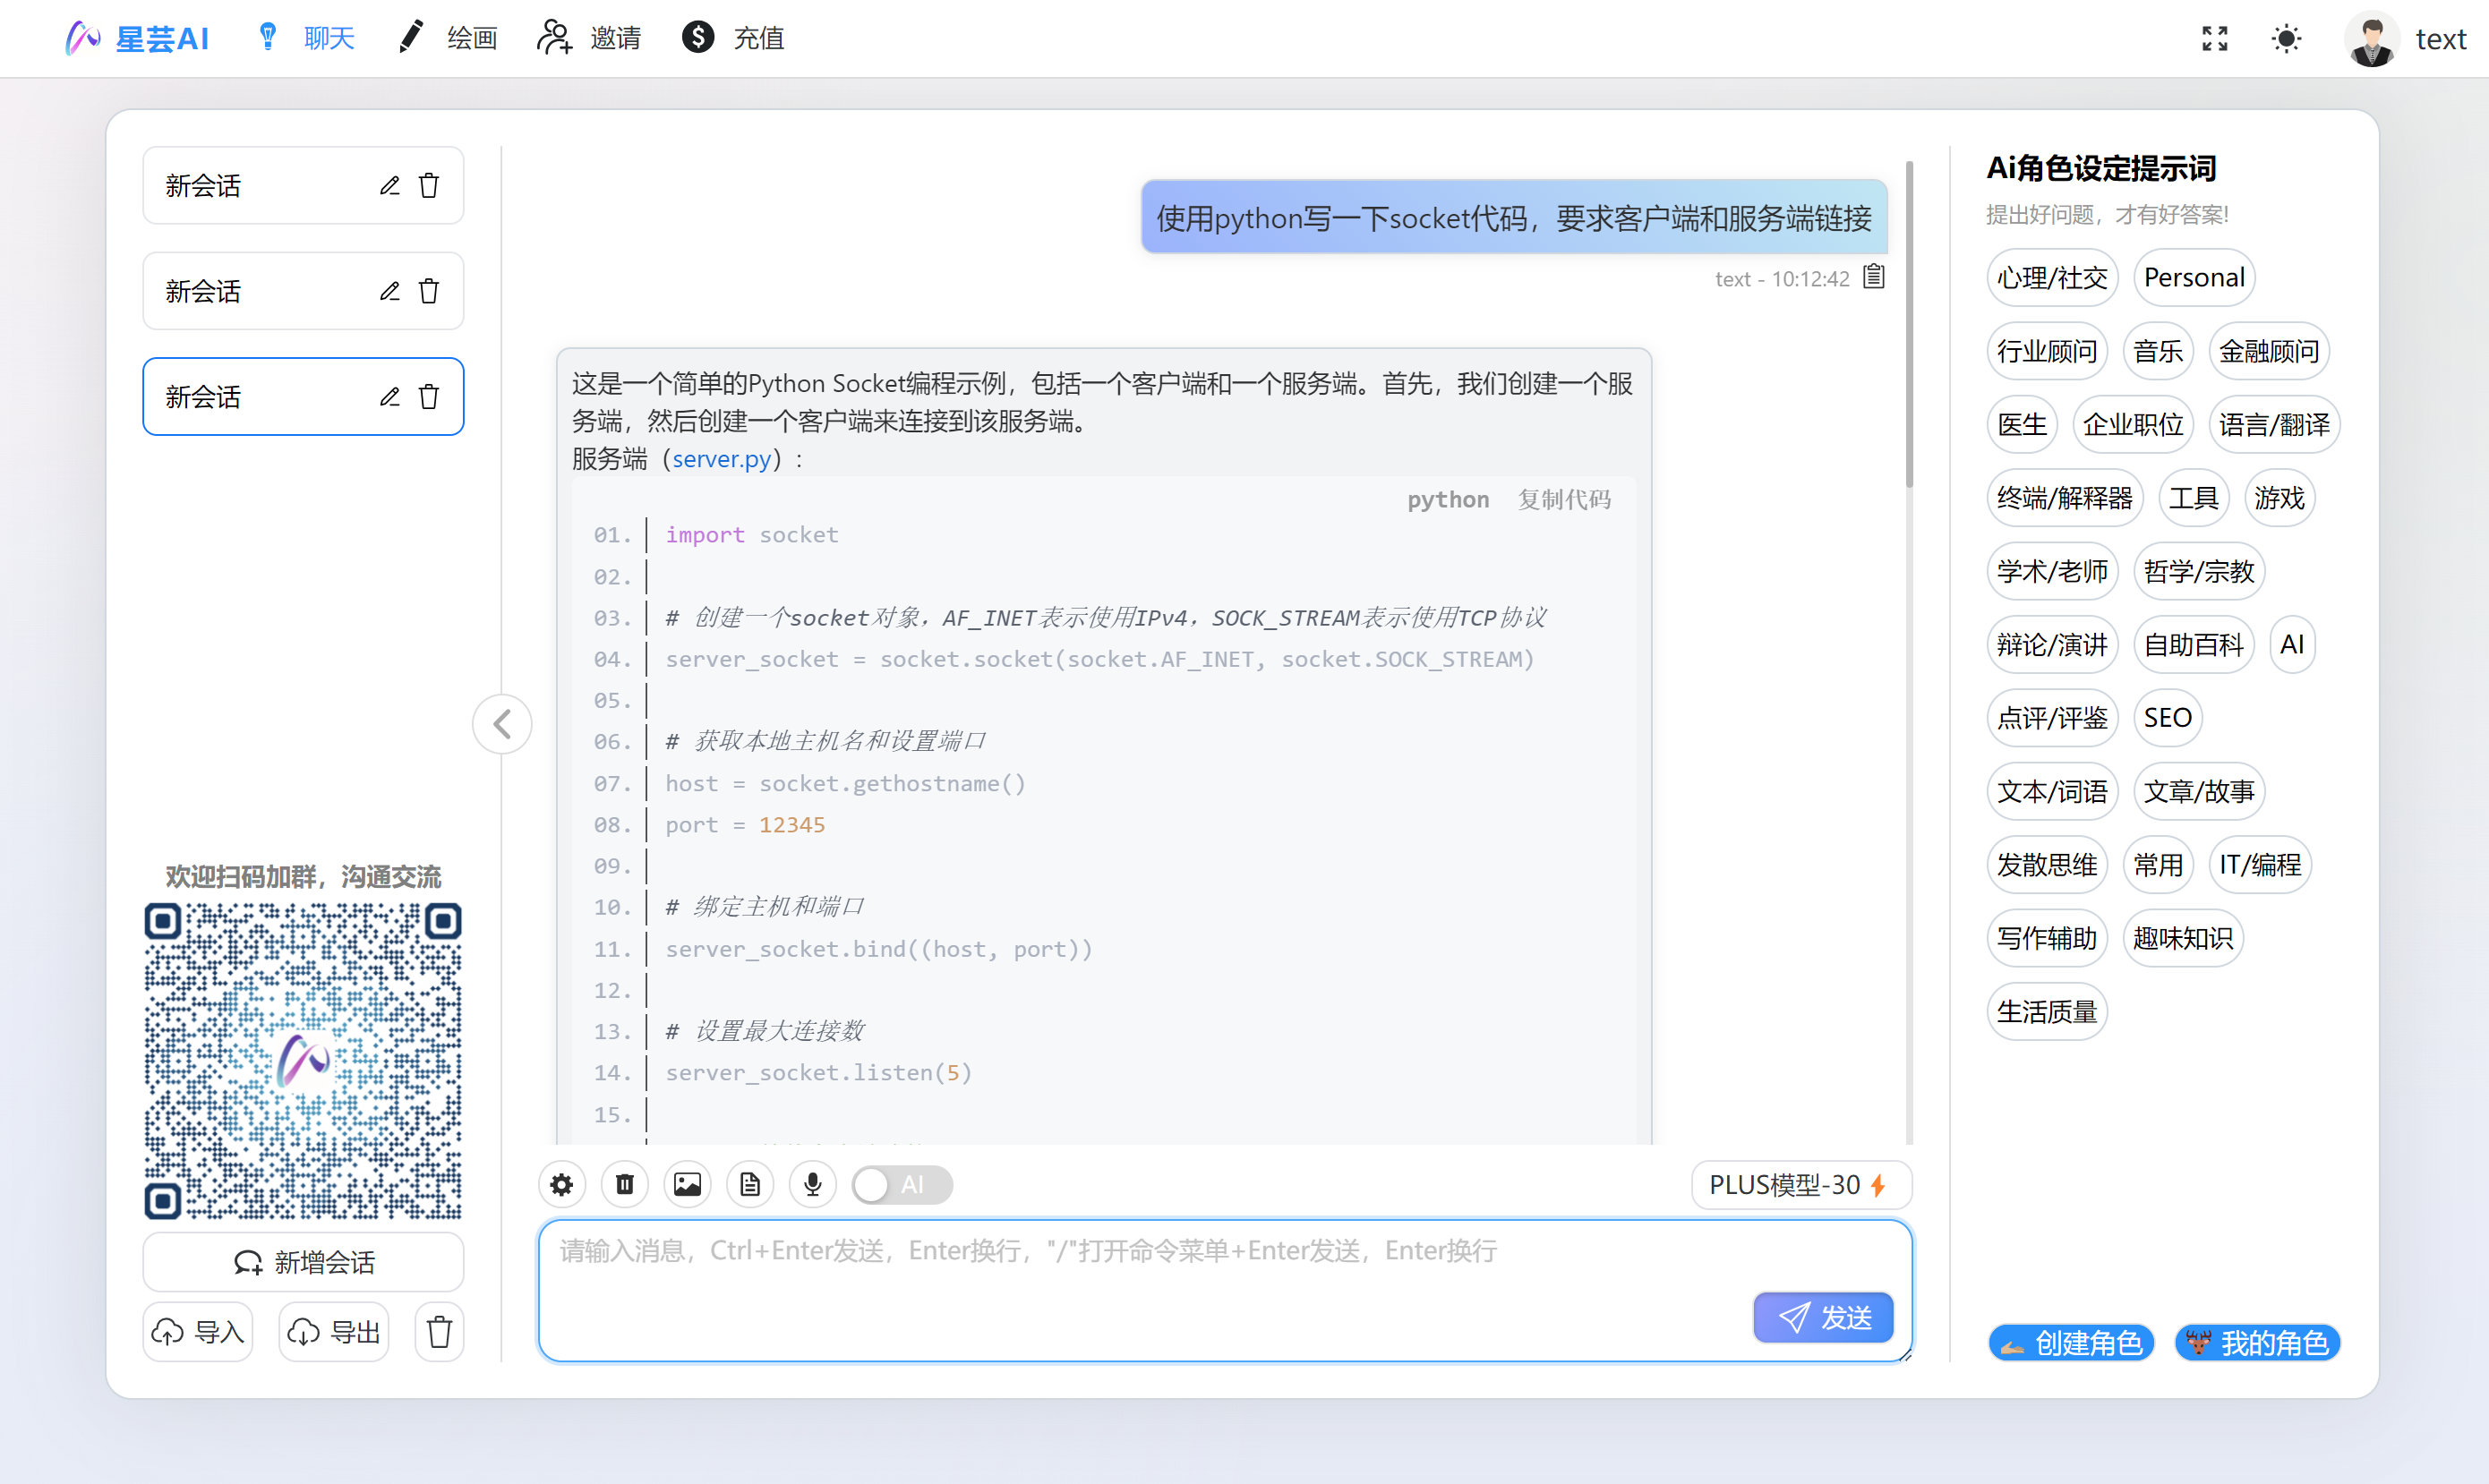 星芸AI
聊天
绘画
邀请
充值
text
新会话
新会话
新会话
欢迎扫码加群，沟通交流
新增会话
导入
导出
使用python写一下socket代码，要求客户端和服务端链接
text - 10:12:42
这是一个简单的Python Socket编程示例，包括一个客户端和一个服务端。首先，我们创建一个服
务端，然后创建一个客户端来连接到该服务端。
服务端（server.py）:
python 复制代码
01. import socket
02.
03. # 创建一个socket对象，AF_INET表示使用IPv4，SOCK_STREAM表示使用TCP协议
04. server_socket = socket.socket(socket.AF_INET, socket.SOCK_STREAM)
05.
06. # 获取本地主机名和设置端口
07. host = socket.gethostname()
08. port = 12345
09.
10. # 绑定主机和端口
11. server_socket.bind((host, port))
12.
13. # 设置最大连接数
14. server_socket.listen(5)
15.
AI
PLUS模型-30
请输入消息，Ctrl+Enter发送，Enter换行，"/"打开命令菜单+Enter发送，Enter换行
发送
Ai角色设定提示词
提出好问题，才有好答案!
心理/社交 Personal
行业顾问 音乐 金融顾问
医生 企业职位 语言/翻译
终端/解释器 工具 游戏
学术/老师 哲学/宗教
辩论/演讲 自助百科 AI
点评/评鉴 SEO
文本/词语 文章/故事
发散思维 常用 IT/编程
写作辅助 趣味知识
生活质量
创建角色 我的角色